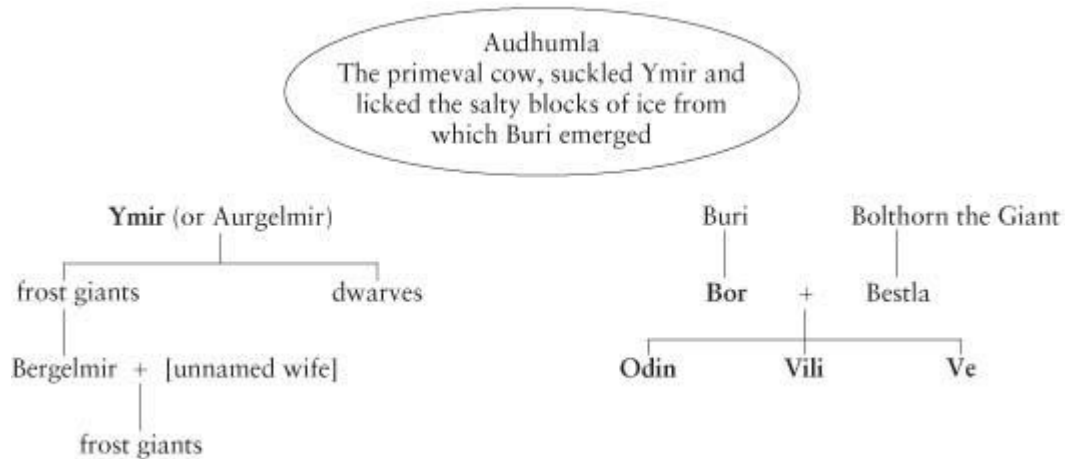 Audhumla
The primeval cow, suckled Ymir and
licked the salty blocks of ice from
which Buri emerged
Ymir (or Aurgelmir)
frost giants dwarves
Bergelmir + [unnamed wife]
frost giants
Buri Bolthorn the Giant
Bor + Bestla
Odin Vili Ve